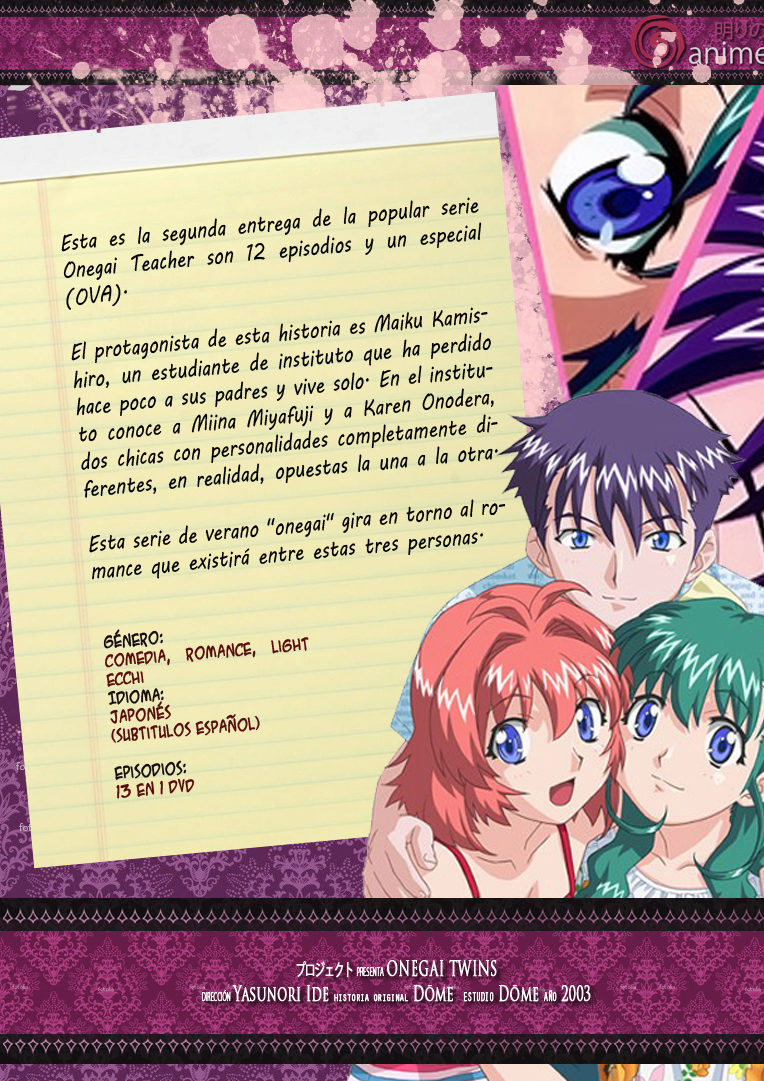 明りの
anime
Esta es la segunda entrega de la popular serie
Onegai Teacher son 12 episodios y un especial
(OVA).
El protagonista de esta historia es Maiku Kamis-
hiro, un estudiante de instituto que ha perdido
hace poco a sus padres y vive solo. En el institu-
to conoce a Miina Miyafuji y a Karen Onodera,
dos chicas con personalidades completamente di-
ferentes, en realidad, opuestas la una a la otra.
Esta serie de verano "onegai" gira en torno al ro-
mance que existirá entre estas tres personas.
GÉNERO:
COMEDIA, ROMANCE, LIGHT
ECCHI
IDIOMA:
JAPONÉS
(SUBTITULOS ESPAÑOL)
EPISODIOS:
13 EN 1 DVD
プロジェクト PRESENTA ONEGAI TWINS
DIRECCIÓN YASUNORI IDE HISTORIA ORIGINAL DŌME ESTUDIO DŌME AÑO 2003